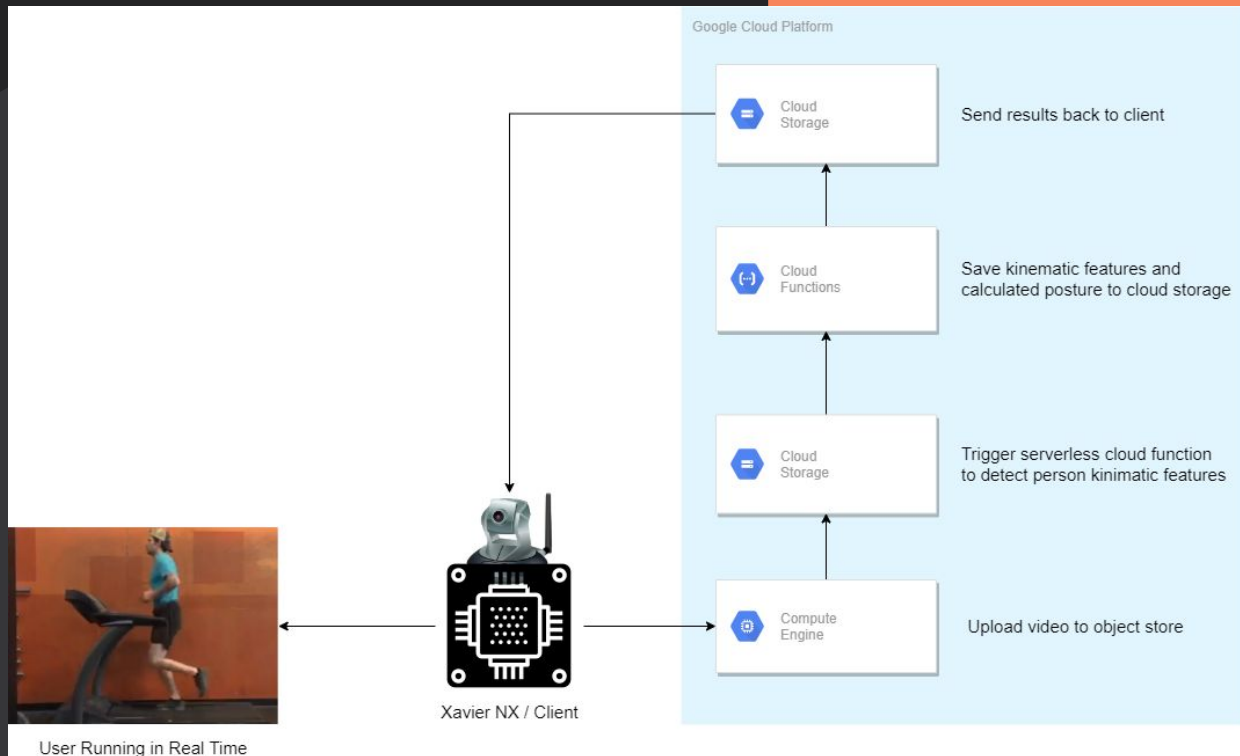 Google Cloud Platform
Cloud
Storage
Send results back to client
Cloud
Functions
Save kinematic features and
calculated posture to cloud storage
Cloud
Storage
Trigger serverless cloud function
to detect person kinimatic features
Compute
Engine
Upload video to object store
Xavier NX / Client
User Running in Real Time